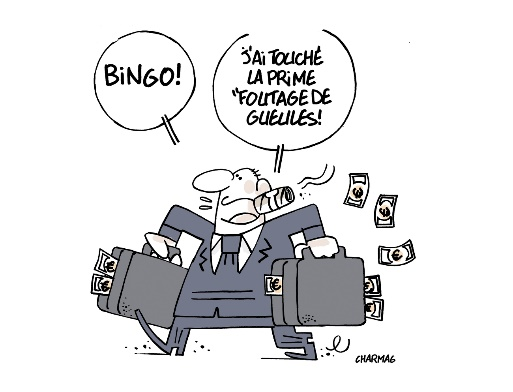 BiNGO!
J'Ai TOUCHÉ
LA PRiME
"FOUTAGE DE
GUEULES!
€
€
€
€
€
€
€
CHARMAG